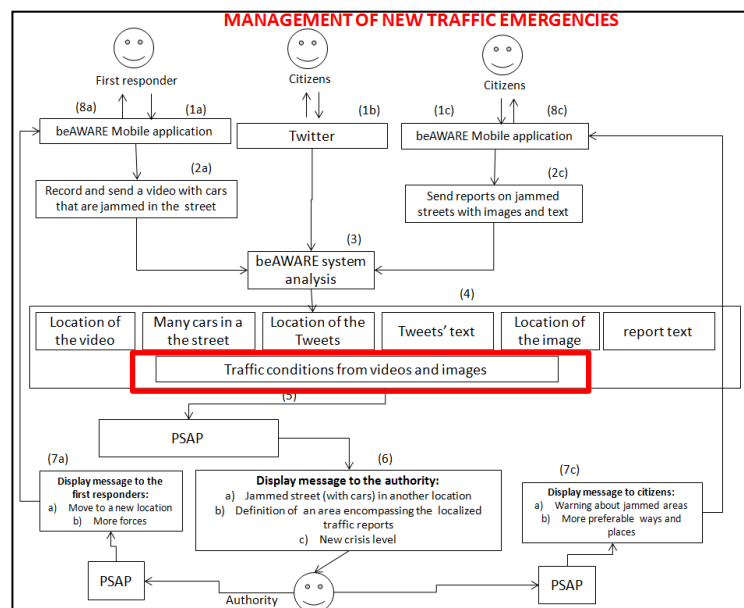 MANAGEMENT OF NEW TRAFFIC EMERGENCIES
First responder
Citizens
Citizens
(8a)
(1a)
(1b)
(1c)
(8c)
beAWARE Mobile application
Twitter
beAWARE Mobile application
(2a)
(2c)
Record and send a video with cars
that are jammed in the street
Send reports on jammed
streets with images and text
(3)
beAWARE system
analysis
(4)
Location of
the video
Many cars in a
the street
Location of the
Tweets
Tweets' text
Location of
the image
report text
Traffic conditions from videos and images
(5)
PSAP
(6)
(7a)
(7c)
Display message to the
first responders:
a) Move to a new location
b) More forces
Display message to the authority:
a) Jammed street (with cars) in another location
b) Definition of an area encompassing the localized
traffic reports
c) New crisis level
Display message to citizens:
a) Warning about jammed areas
b) More preferable ways and
places
PSAP
Authority
PSAP